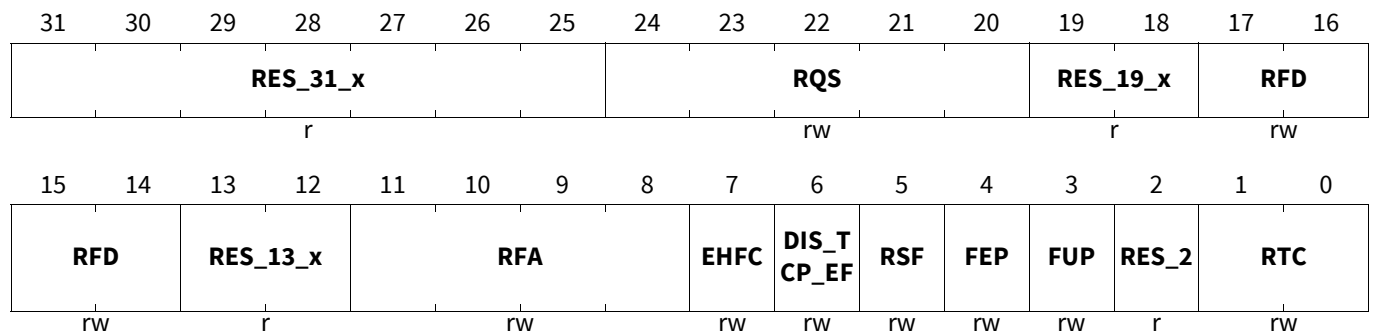 31 30 29 28 27 26 25 24 23 22 21 20 19 18 17 16
RES_31_x RQS RES_19_x RFD
r rw r rw
15 14 13 12 11 10 9 8 7 6 5 4 3 2 1 0
RFD RES_13_x RFA EHFC DIS_T RSF FEP FUP RES_2 RTC
CP_EF
rw r rw rw rw rw rw rw r rw